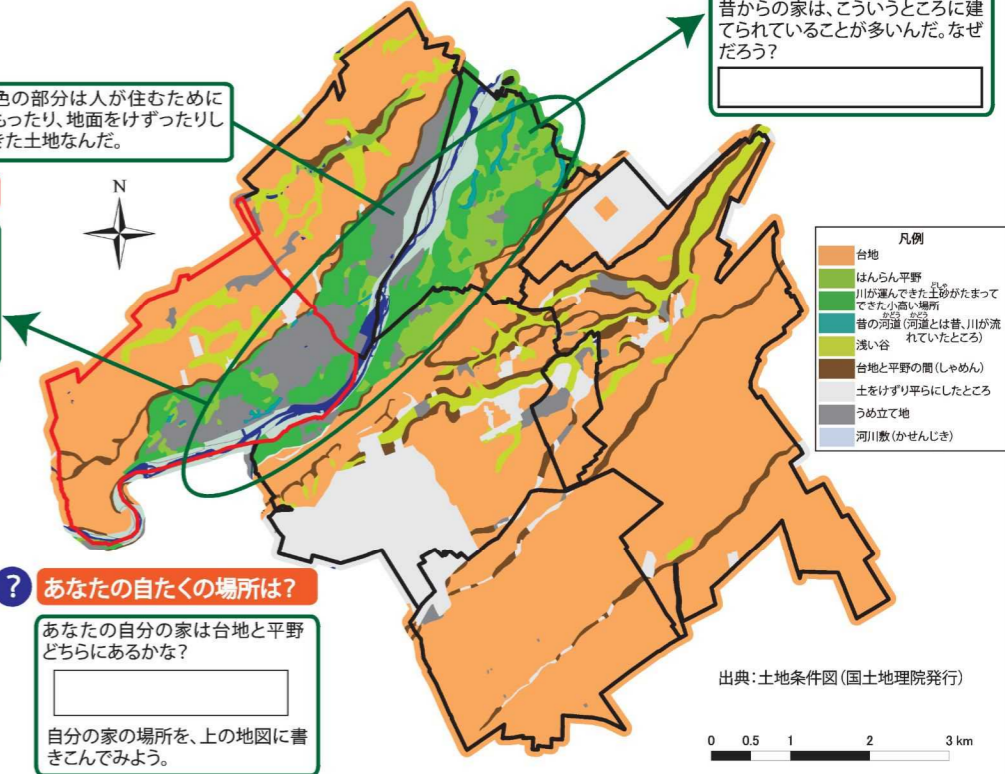 昔からの家は、こういうところに建
てられていることが多いんだ。なぜ
だろう?
色の部分は人が住むために
もったり、地面をけずったりし
きた土地なんだ。
N
凡例
台地
はんらん平野
川が運んできた土砂がたまって
どしゃ
できた小高い場所
昔の河道(河道とは昔、川が流
かどう かどう
れていたところ)
浅い谷
台地と平野の間(しゃめん)
土をけずり平らにしたところ
うめ立て地
河川敷(かせんじき)
? あなたの自たくの場所は?
あなたの自分の家は台地と平野
どちらにあるかな?
自分の家の場所を、上の地図に書
きこんでみよう。
出典:土地条件図(国土地理院発行)
0 0.5 1 2 3 km